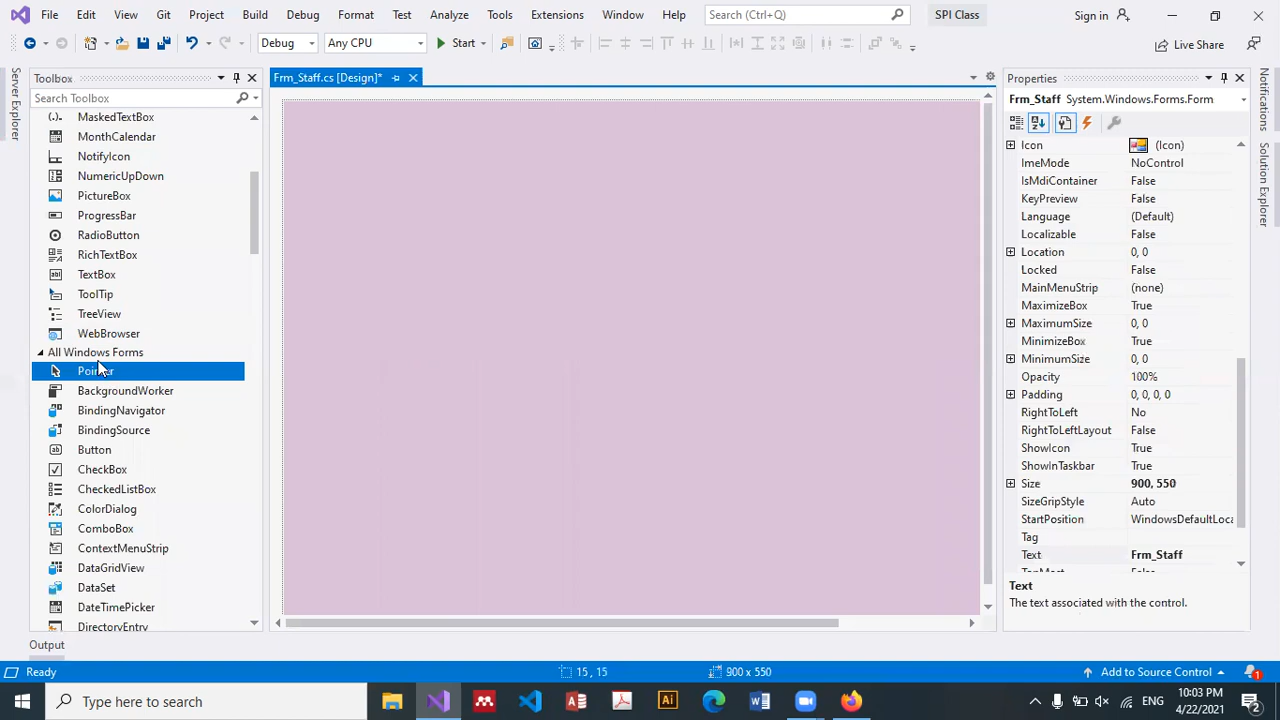 File Edit View Git Project Build Debug Format Test Analyze Tools Extensions Window Help Search (Ctrl+Q) SPI Class Sign in
Debug Any CPU Start Live Share
Server Explorer
Toolbox
Search Toolbox
MaskedTextBox
MonthCalendar
NotifyIcon
NumericUpDown
PictureBox
ProgressBar
RadioButton
RichTextBox
TextBox
ToolTip
TreeView
WebBrowser
All Windows Forms
Pointer
BackgroundWorker
BindingNavigator
BindingSource
Button
CheckBox
CheckedListBox
ColorDialog
ComboBox
ContextMenuStrip
DataGridView
DataSet
DateTimePicker
DirectoryEntry
Frm_Staff.cs [Design]*
Properties
Frm_Staff System.Windows.Forms.Form
Icon (Icon)
ImeMode NoControl
IsMdiContainer False
KeyPreview False
Language (Default)
Localizable False
Location 0, 0
Locked False
MainMenuStrip (none)
MaximizeBox True
MaximumSize 0, 0
MinimizeBox True
MinimumSize 0, 0
Opacity 100%
Padding 0, 0, 0, 0
RightToLeft No
RightToLeftLayout False
ShowIcon True
ShowInTaskbar True
Size 900, 550
SizeGripStyle Auto
StartPosition WindowsDefaultLoca
Tag
Text Frm_Staff
TopMost False
Text
The text associated with the control.
Notifications
Solution Explorer
Output
Ready 15 , 15 900 x 550 Add to Source Control 1
Type here to search
ENG
10:03 PM
4/22/2021
2